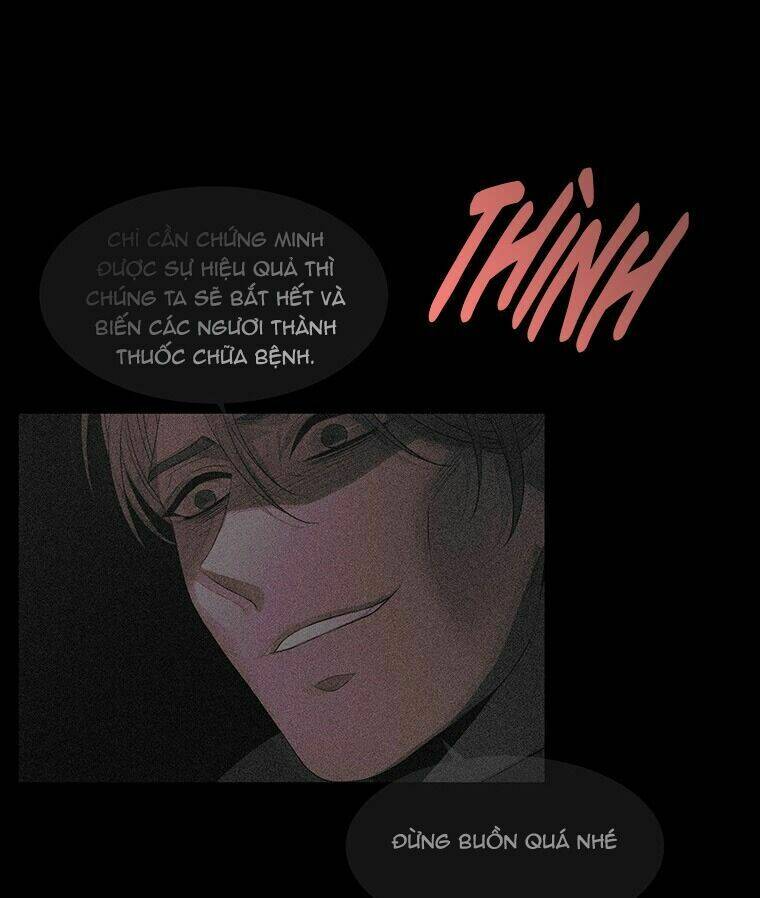 CHỈ CẦN CHỨNG MINH
ĐƯỢC SỰ HIỆU QUẢ THÌ
CHÚNG TA SẼ BẮT HẾT VÀ
BIẾN CÁC NGƯƠI THÀNH
THUỐC CHỮA BỆNH.
THÌNH
ĐỪNG BUỒN QUÁ NHÉ